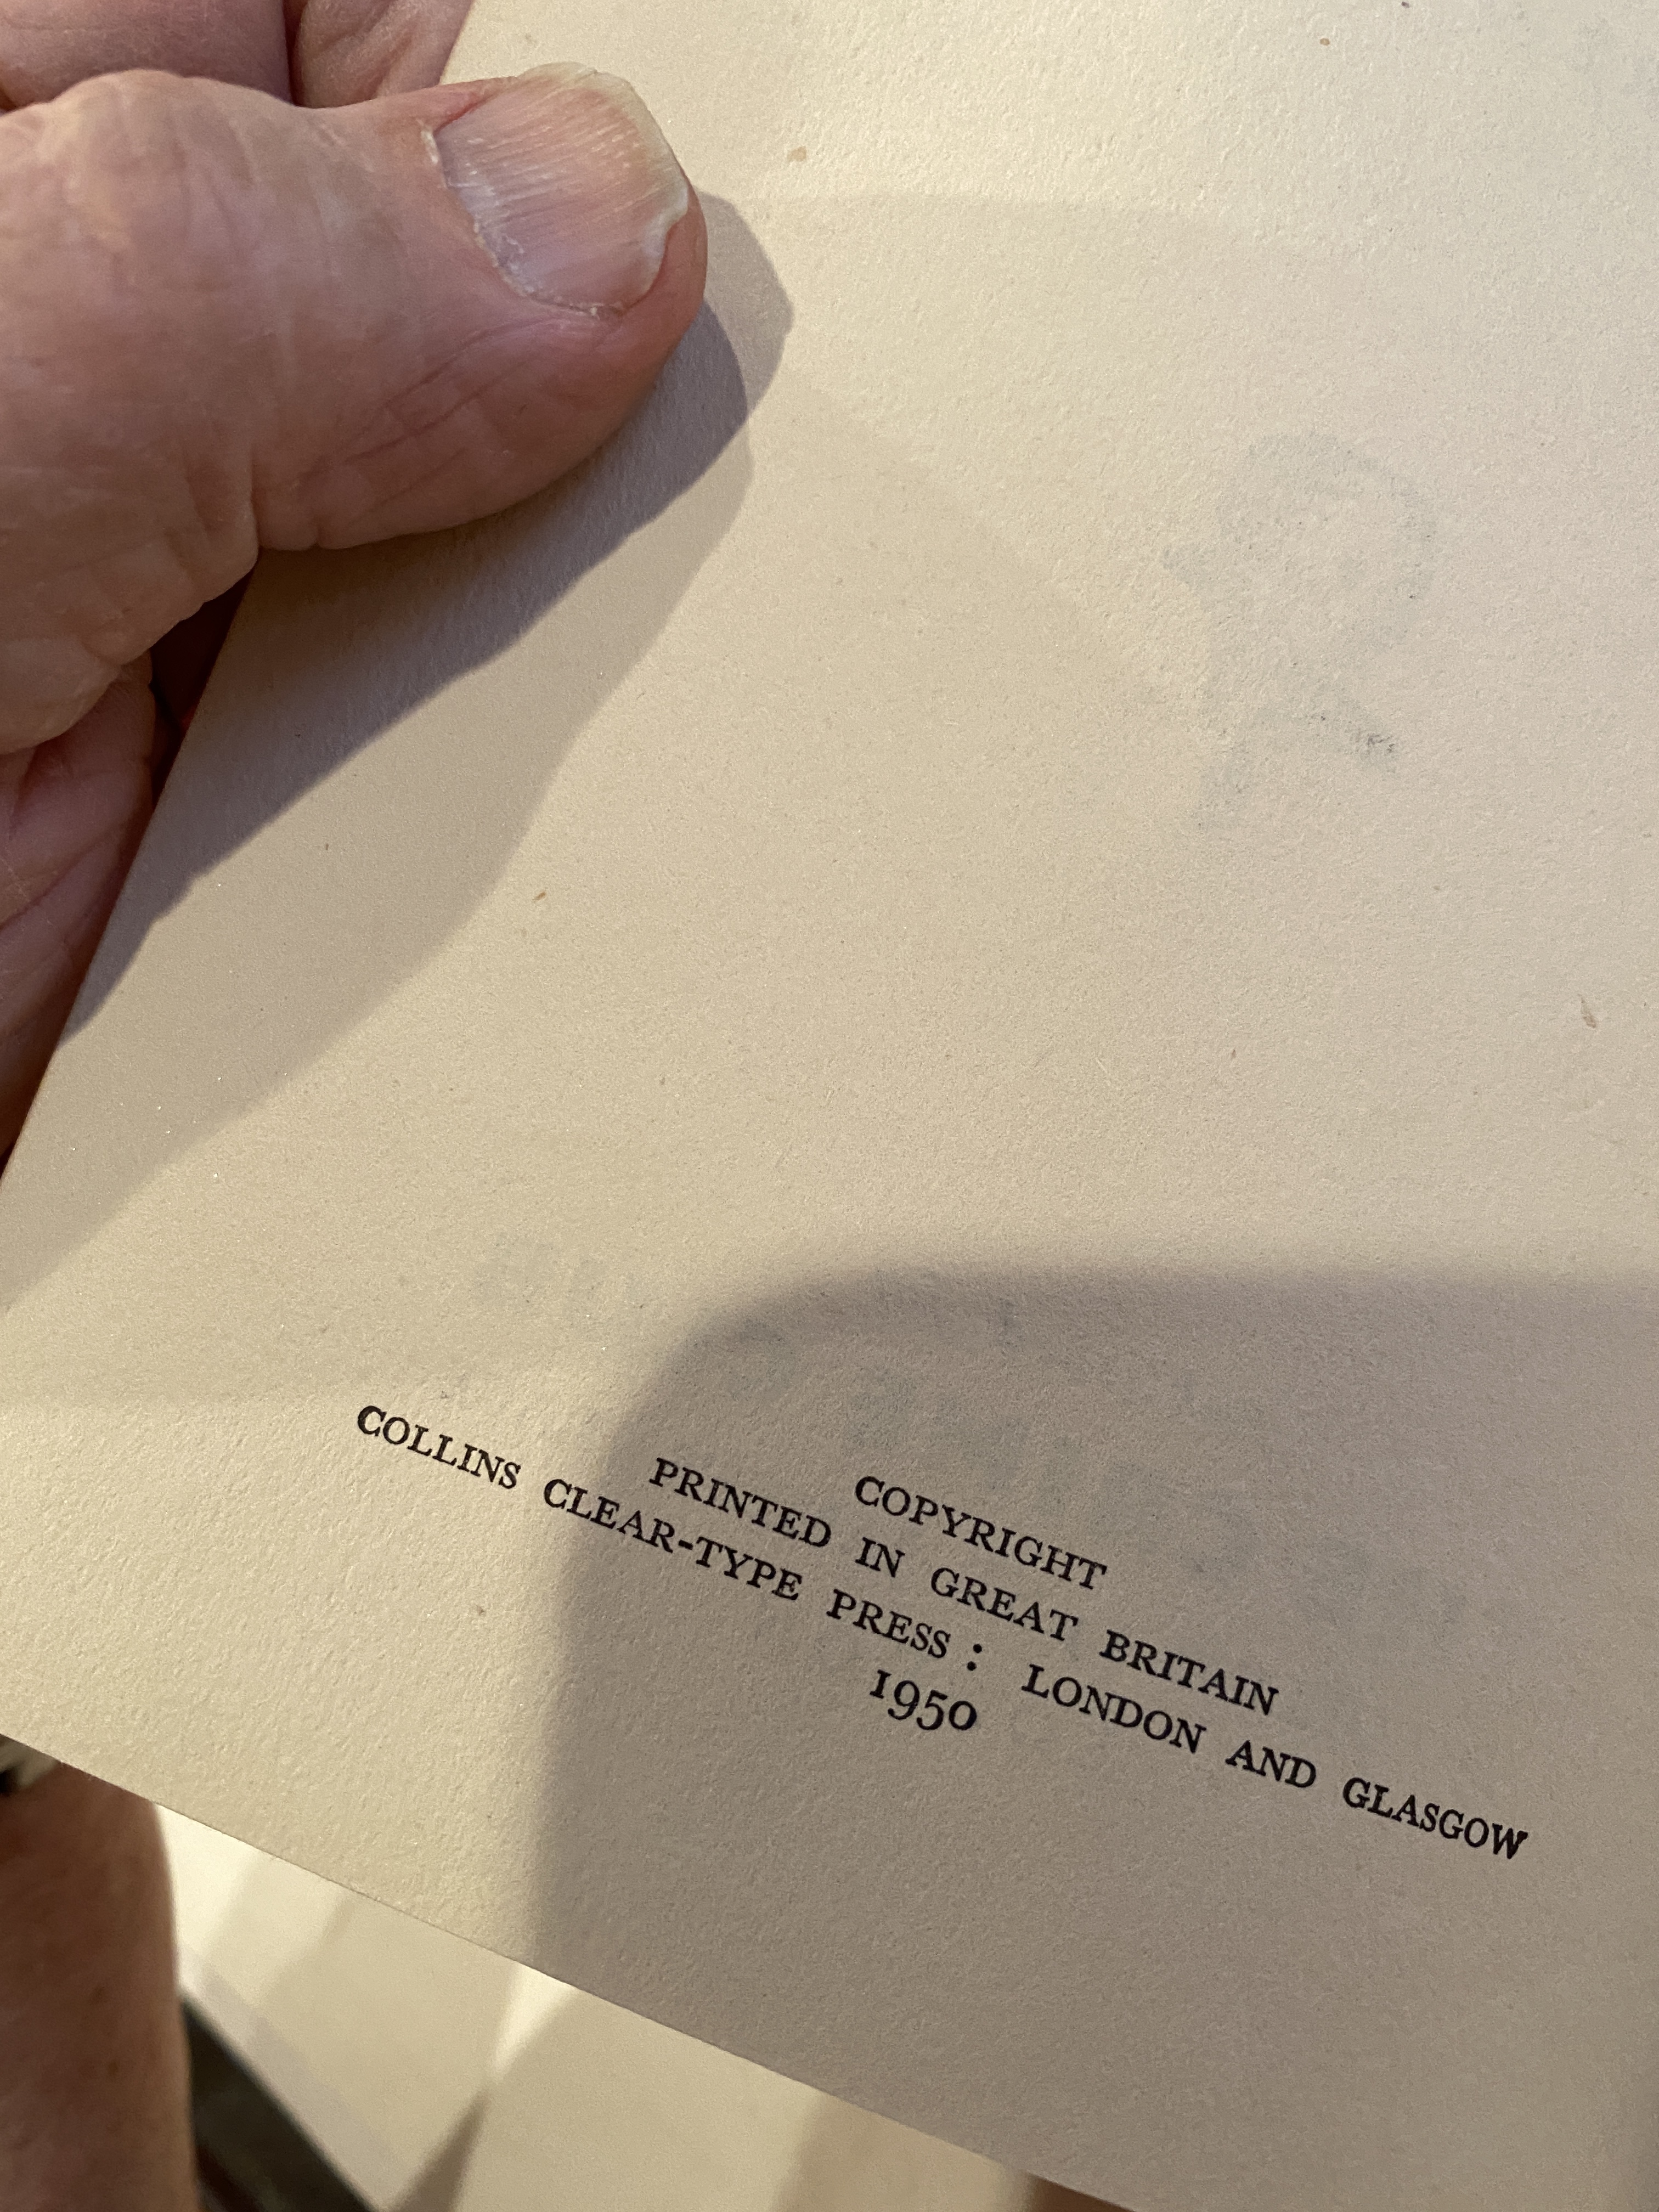 COPYRIGHT
PRINTED IN GREAT BRITAIN
COLLINS CLEAR-TYPE PRESS : LONDON AND GLASGOW
1950